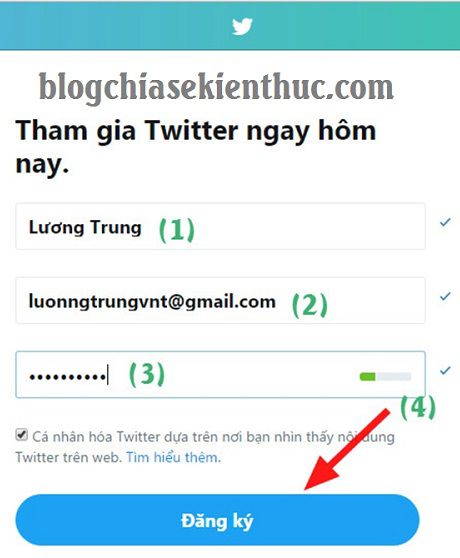 blogchiasekienthuc.com
Tham gia Twitter ngay hôm
nay.
Lương Trung (1)
luonngtrungvnt@gmail.com (2)
•••••••••• (3)
(4)
Cá nhân hóa Twitter dựa trên nơi bạn nhìn thấy nội dung
Twitter trên web. Tìm hiểu thêm.
Đăng ký